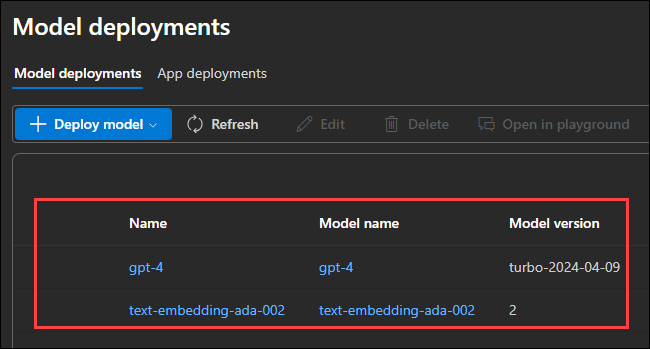 Model deployments
Model deployments App deployments
Deploy model Refresh Edit Delete Open in playground
Name Model name Model version
gpt-4 gpt-4 turbo-2024-04-09
text-embedding-ada-002 text-embedding-ada-002 2